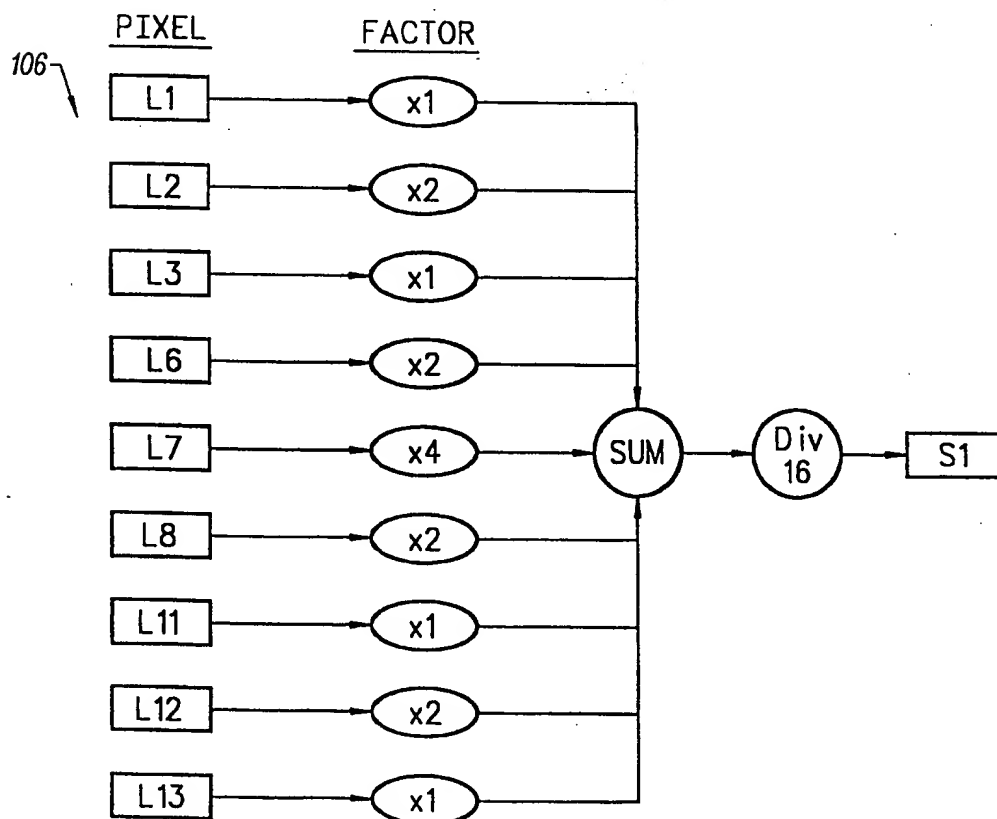 PIXEL FACTOR
106
L1 x1
L2 x2
L3 x1
L6 x2
L7 x4 SUM Div 16 S1
L8 x2
L11 x1
L12 x2
L13 x1